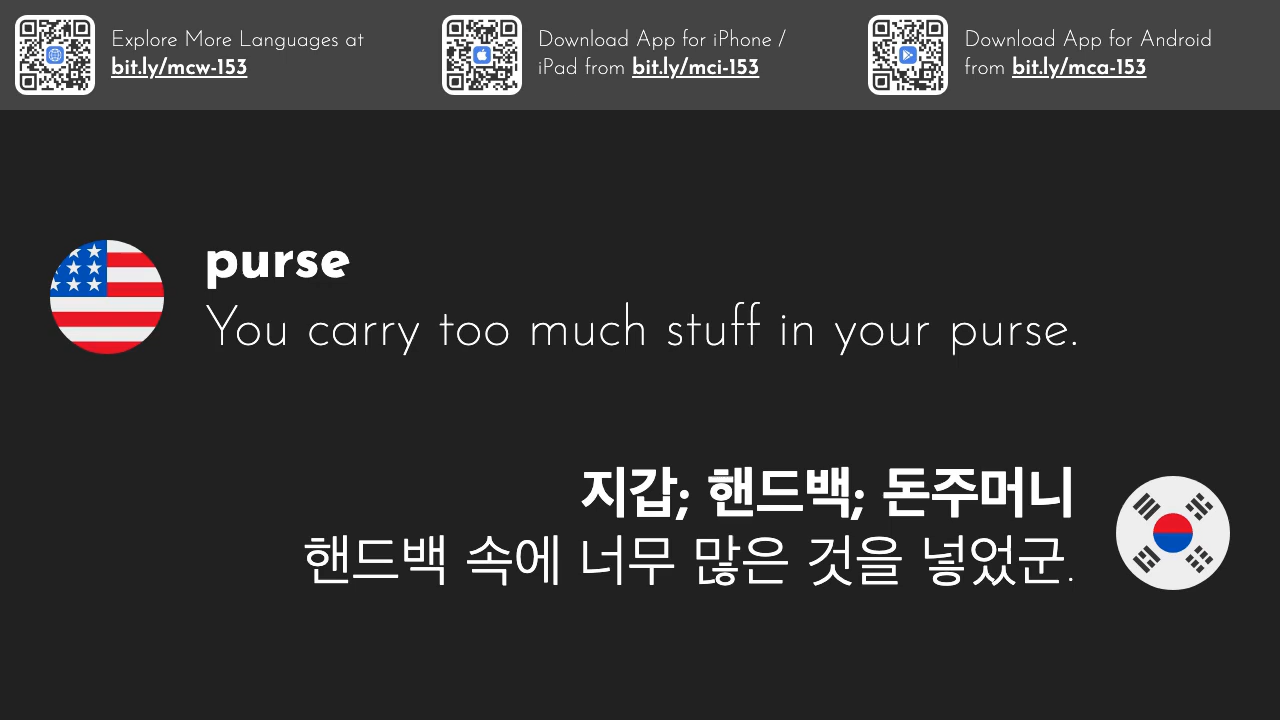 Explore More Languages at
bit.ly/mcw-153
Download App for iPhone /
iPad from bit.ly/mci-153
Download App for Android
from bit.ly/mca-153
purse
You carry too much stuff in your purse.
지갑; 핸드백; 돈주머니
핸드백 속에 너무 많은 것을 넣었군.